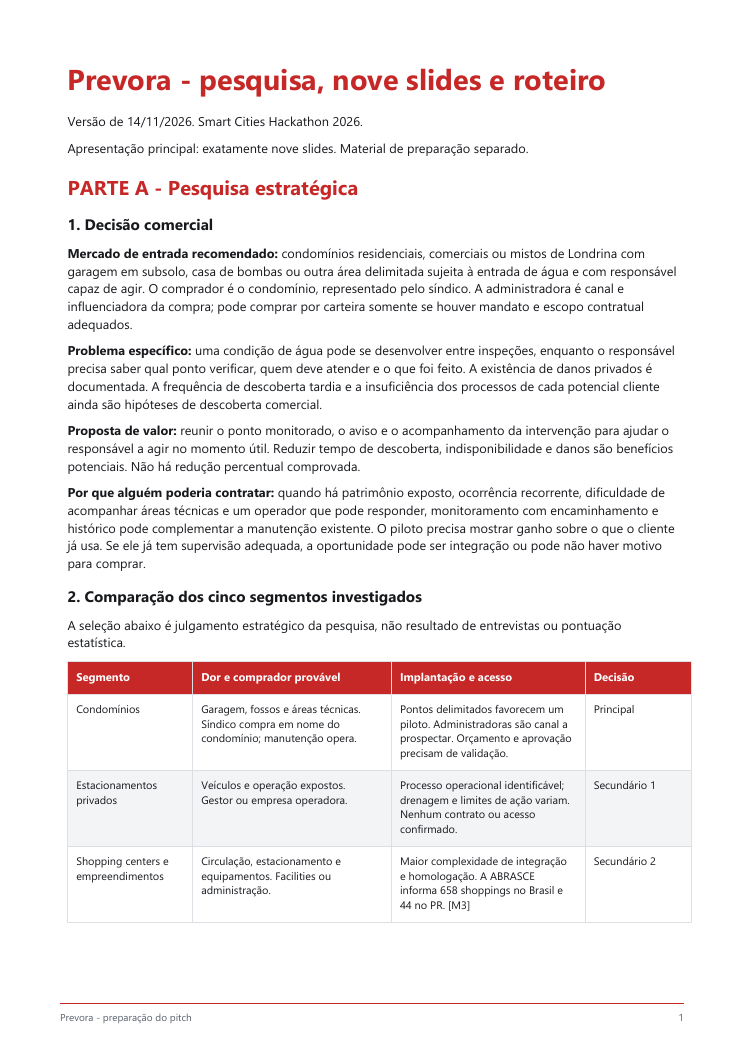 Prevora - pesquisa, nove slides e roteiro
Versão de 14/11/2026. Smart Cities Hackathon 2026.
Apresentação principal: exatamente nove slides. Material de preparação separado.
PARTE A - Pesquisa estratégica
1. Decisão comercial
Mercado de entrada recomendado: condomínios residenciais, comerciais ou mistos de Londrina com
garagem em subsolo, casa de bombas ou outra área delimitada sujeita à entrada de água e com responsável
capaz de agir. O comprador é o condomínio, representado pelo síndico. A administradora é canal e
influenciadora da compra; pode comprar por carteira somente se houver mandato e escopo contratual
adequados.
Problema específico: uma condição de água pode se desenvolver entre inspeções, enquanto o responsável
precisa saber qual ponto verificar, quem deve atender e o que foi feito. A existência de danos privados é
documentada. A frequência de descoberta tardia e a insuficiência dos processos de cada potencial cliente
ainda são hipóteses de descoberta comercial.
Proposta de valor: reunir o ponto monitorado, o aviso e o acompanhamento da intervenção para ajudar o
responsável a agir no momento útil. Reduzir tempo de descoberta, indisponibilidade e danos são benefícios
potenciais. Não há redução percentual comprovada.
Por que alguém poderia contratar: quando há patrimônio exposto, ocorrência recorrente, dificuldade de
acompanhar áreas técnicas e um operador que pode responder, monitoramento com encaminhamento e
histórico pode complementar a manutenção existente. O piloto precisa mostrar ganho sobre o que o cliente
já usa. Se ele já tem supervisão adequada, a oportunidade pode ser integração ou pode não haver motivo
para comprar.
2. Comparação dos cinco segmentos investigados
A seleção abaixo é julgamento estratégico da pesquisa, não resultado de entrevistas ou pontuação
estatística.
Segmento
Dor e comprador provável
Implantação e acesso
Decisão
Condomínios
Garagem, fossos e áreas técnicas.
Síndico compra em nome do
condomínio; manutenção opera.
Pontos delimitados favorecem um
piloto. Administradoras são canal a
prospectar. Orçamento e aprovação
precisam de validação.
Principal
Estacionamentos
privados
Veículos e operação expostos.
Gestor ou empresa operadora.
Processo operacional identificável;
drenagem e limites de ação variam.
Nenhum contrato ou acesso
confirmado.
Secundário 1
Shopping centers e
empreendimentos
Circulação, estacionamento e
equipamentos. Facilities ou
administração.
Maior complexidade de integração
e homologação. A ABRASCE
informa 658 shoppings no Brasil e
44 no PR. [M3]
Secundário 2
Prevora - preparação do pitch
1